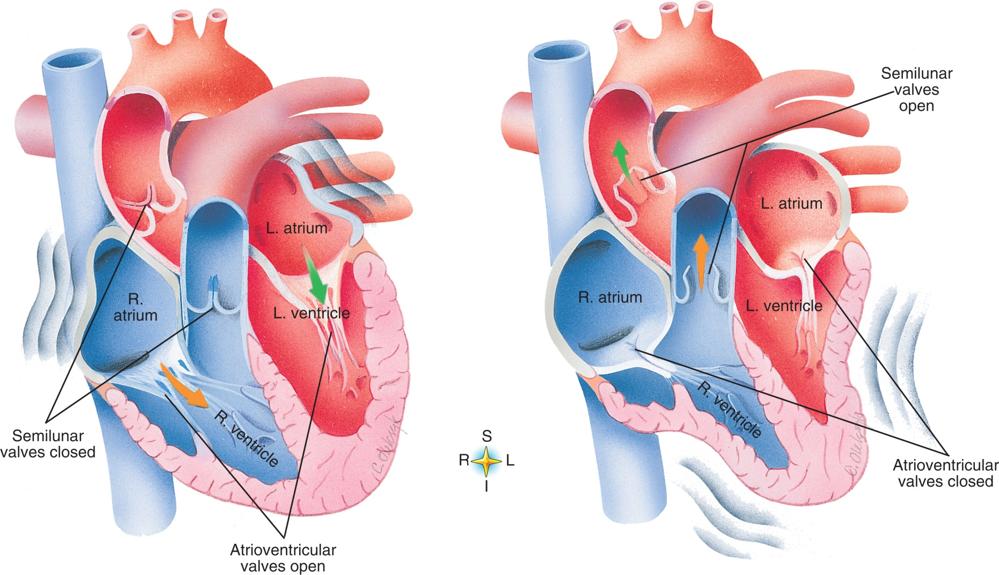 L. atrium
R.
atrium
L. ventricle
R. ventricle
Semilunar
valves closed
Atrioventricular
valves open
S
R
L
I
Semilunar
valves
open
L. atrium
R. atrium
L. ventricle
R. ventricle
Atrioventricular
valves closed